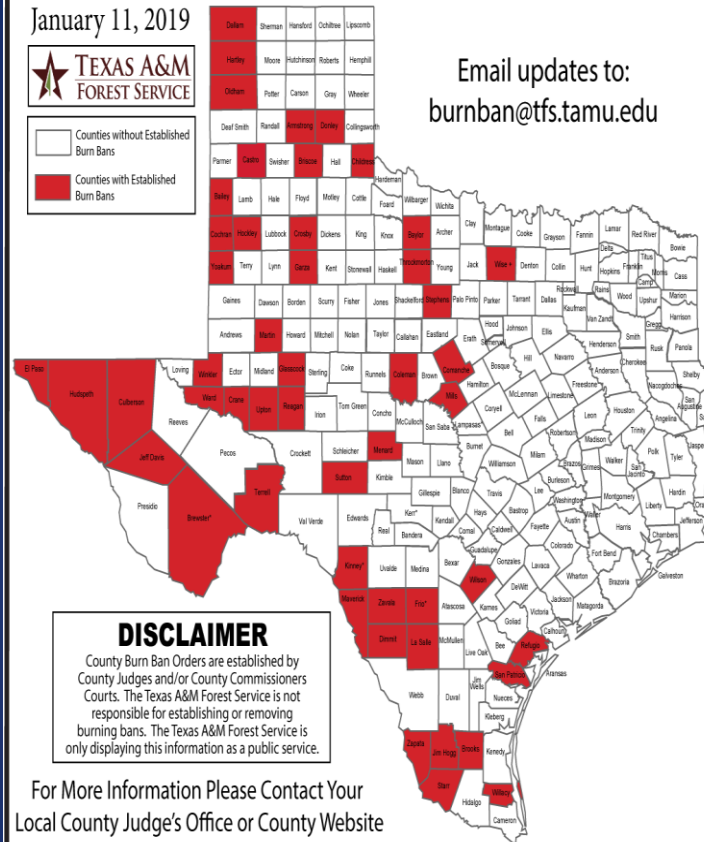 January 11, 2019
TEXAS A&M
FOREST SERVICE
Counties without Established
Burn Bans
Counties with Established
Burn Bans
Email updates to:
burnban@tfs.tamu.edu
Dallam Sherman Hansford Ochiltree Lipscomb
Hartley Moore Hutchinson Roberts Hemphill
Oldham Potter Carson Gray Wheeler
Deaf Smith Randall Armstrong Donley Collingsworth
Parmer Castro Swisher Briscoe Hall Childress
Hardeman
Bailey Lamb Hale Floyd Motley Cottle Foard Wilbarger Wichita
Clay Montague Cooke Grayson Fannin Lamar Red River Bowie
Delta Titus Morris Cass
Cochran Hockley Lubbock Crosby Dickens King Knox Baylor Archer
Yoakum Terry Lynn Garza Kent Stonewall Haskell Throckmorton Young Jack Wise + Denton Collin Hunt Hopkins Franklin Camp
Rockwall Rains Wood Upshur Marion
Gaines Dawson Borden Scurry Fisher Jones Shackelford Stephens Palo Pinto Parker Tarrant Dallas Kaufman Van Zandt Gregg Harrison
Andrews Martin Howard Mitchell Nolan Taylor Callahan Eastland Erath Hood Somervell Johnson Ellis Henderson Smith Rusk Panola
El Paso Hudspeth Culberson Loving Winkler Ector Midland Glasscock Sterling Coke Runnels Coleman Brown Comanche Hamilton Bosque Hill Navarro Freestone Anderson Cherokee Nacogdoches Shelby
San Augustine
Reeves Ward Crane Upton Reagan Irion Tom Green Concho McCulloch San Saba Mills Lampasas* Coryell McLennan Limestone Falls Leon Houston Angelina
Jeff Davis Pecos Crockett Schleicher Menard Mason Llano Burnet Bell Milam Robertson Madison Trinity Polk Tyler Jasper
Presidio Brewster* Terrell Val Verde Sutton Kimble Gillespie Blanco Williamson Travis Lee Burleson Brazos Grimes Walker San Jacinto Hardin
Edwards Kerr* Kendall Hays Bastrop Washington Montgomery Liberty Orange
Real Bandera Comal Caldwell Fayette Austin Waller Harris Jefferson Chambers
Kinney* Uvalde Medina Bexar Guadalupe Gonzales Colorado Fort Bend Galveston
Maverick Zavala Frio* Atascosa Wilson Karnes DeWitt Lavaca Wharton Brazoria
Dimmit La Salle McMullen Live Oak Bee Goliad Victoria Jackson Matagorda
Calhoun Refugio Aransas
Webb Duval Jim Wells San Patricio Nueces
Kleberg
Zapata Jim Hogg Brooks Kenedy
Starr Hidalgo Willacy
Cameron
DISCLAIMER
County Burn Ban Orders are established by
County Judges and/or County Commissioners
Courts. The Texas A&M Forest Service is not
responsible for establishing or removing
burning bans. The Texas A&M Forest Service is
only displaying this information as a public service.
For More Information Please Contact Your
Local County Judge's Office or County Website